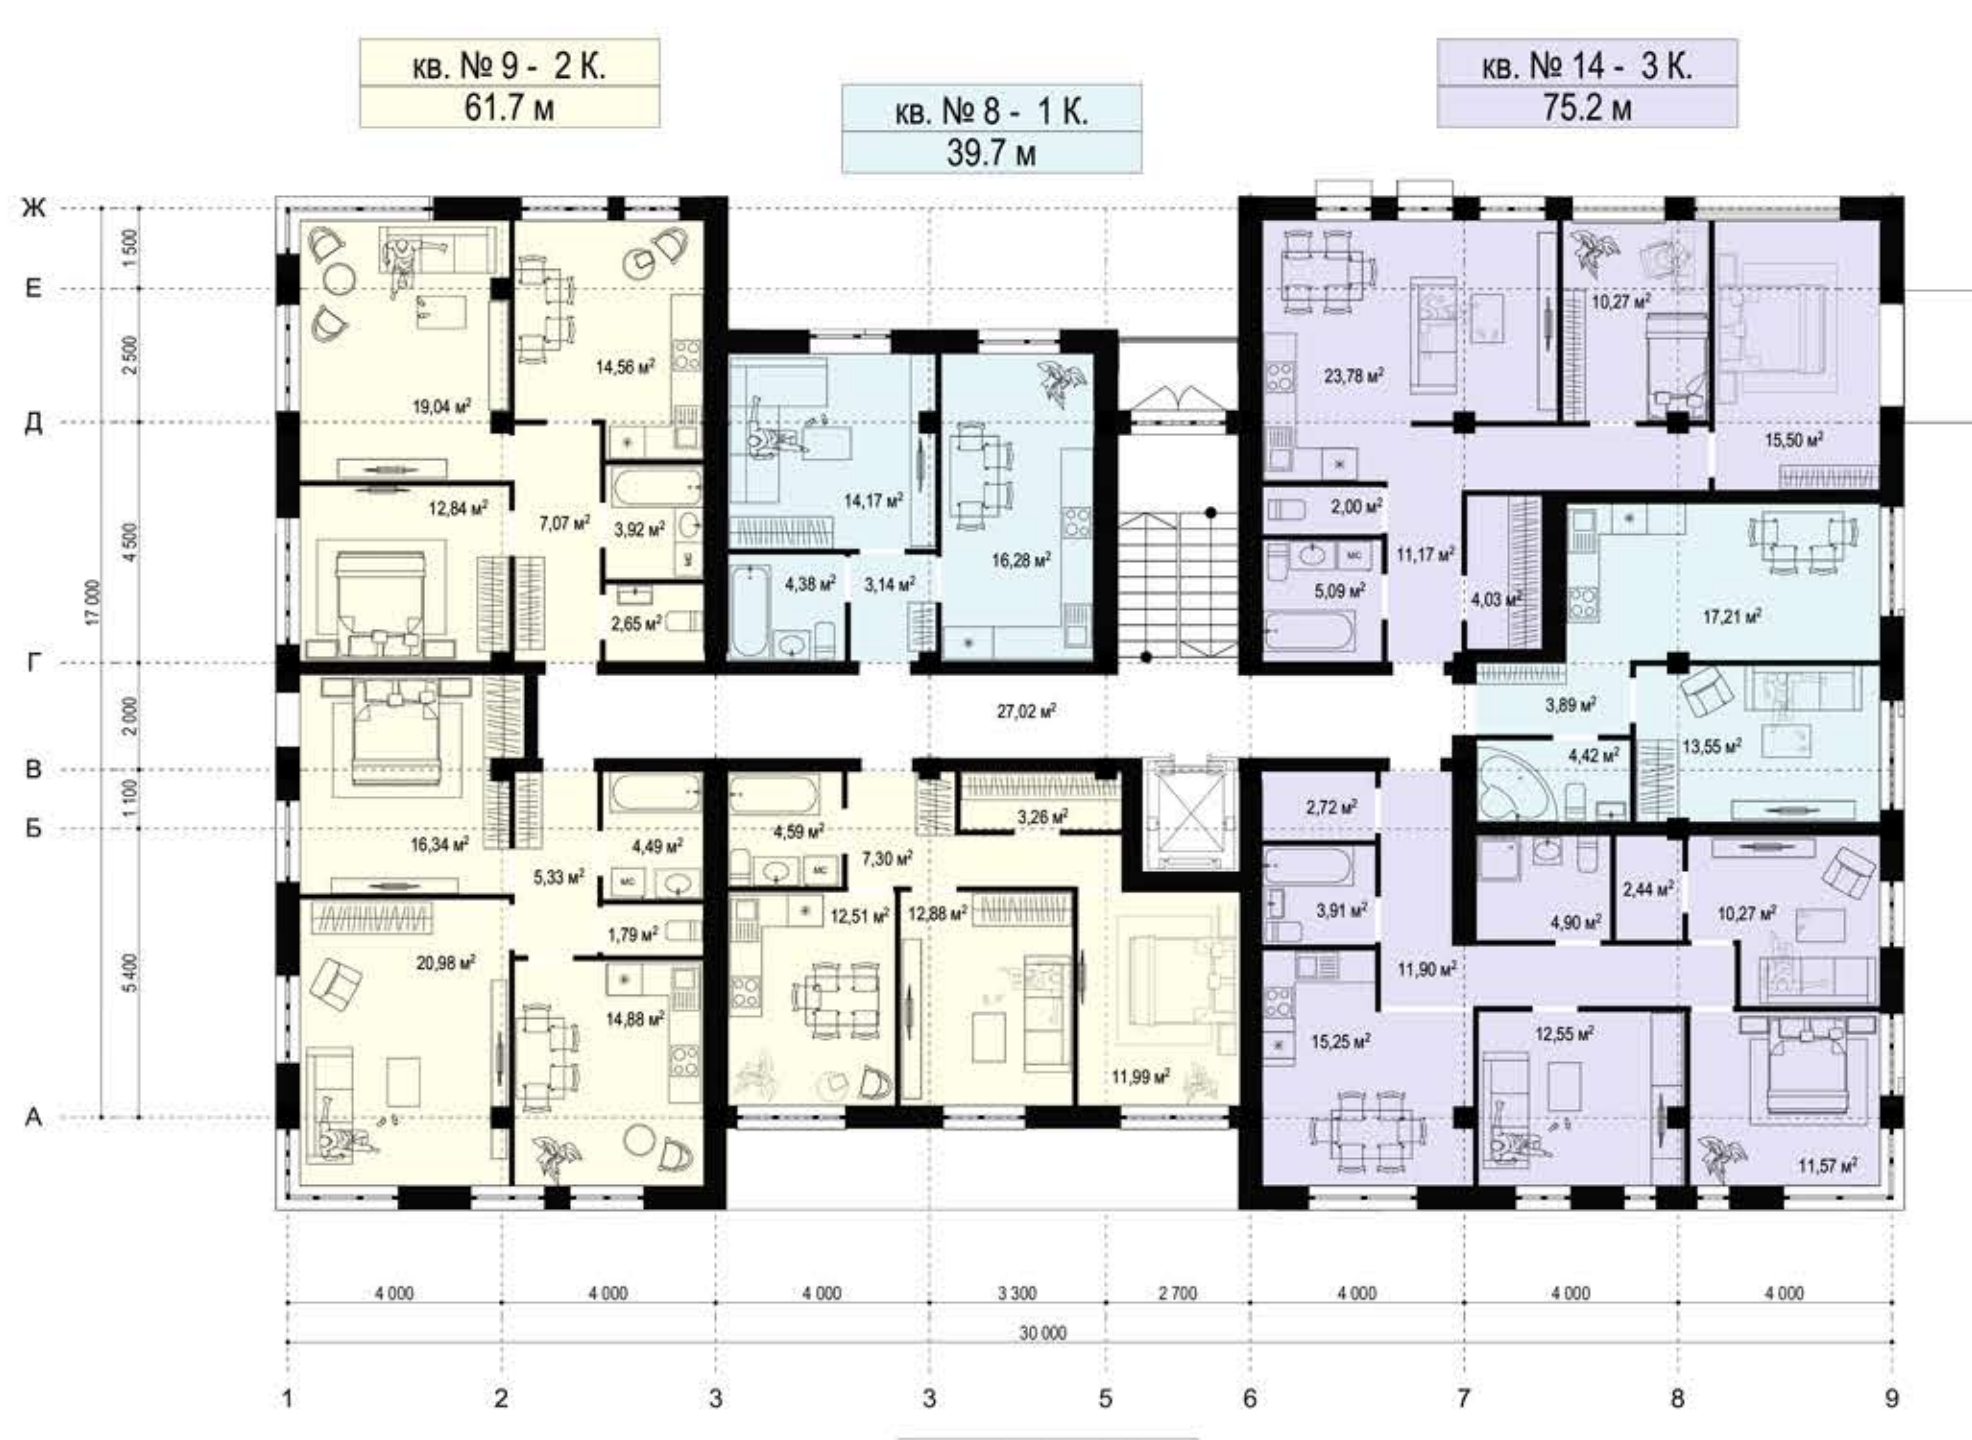 кв. № 9 - 2 К.
61.7 м
кв. № 8 - 1 К.
39.7 м
кв. № 14 - 3 К.
75.2 м
Ж
Е
Д
Г
В
Б
А
1 500
2 500
4 500
2 000
1 100
5 400
17 000
19,04 м²
14,56 м²
12,84 м²
7,07 м²
3,92 м²
МС
2,65 м²
14,17 м²
16,28 м²
4,38 м²
3,14 м²
23,78 м²
10,27 м²
15,50 м²
2,00 м²
МС
5,09 м²
11,17 м²
4,03 м²
17,21 м²
3,89 м²
4,42 м²
13,55 м²
27,02 м²
16,34 м²
5,33 м²
4,49 м²
МС
1,79 м²
20,98 м²
14,88 м²
4,59 м²
МС
7,30 м²
3,26 м²
12,51 м²
12,88 м²
11,99 м²
2,72 м²
3,91 м²
11,90 м²
15,25 м²
4,90 м²
2,44 м²
10,27 м²
12,55 м²
11,57 м²
4 000
4 000
4 000
3 300
2 700
4 000
4 000
4 000
30 000
1
2
3
3
5
6
7
8
9